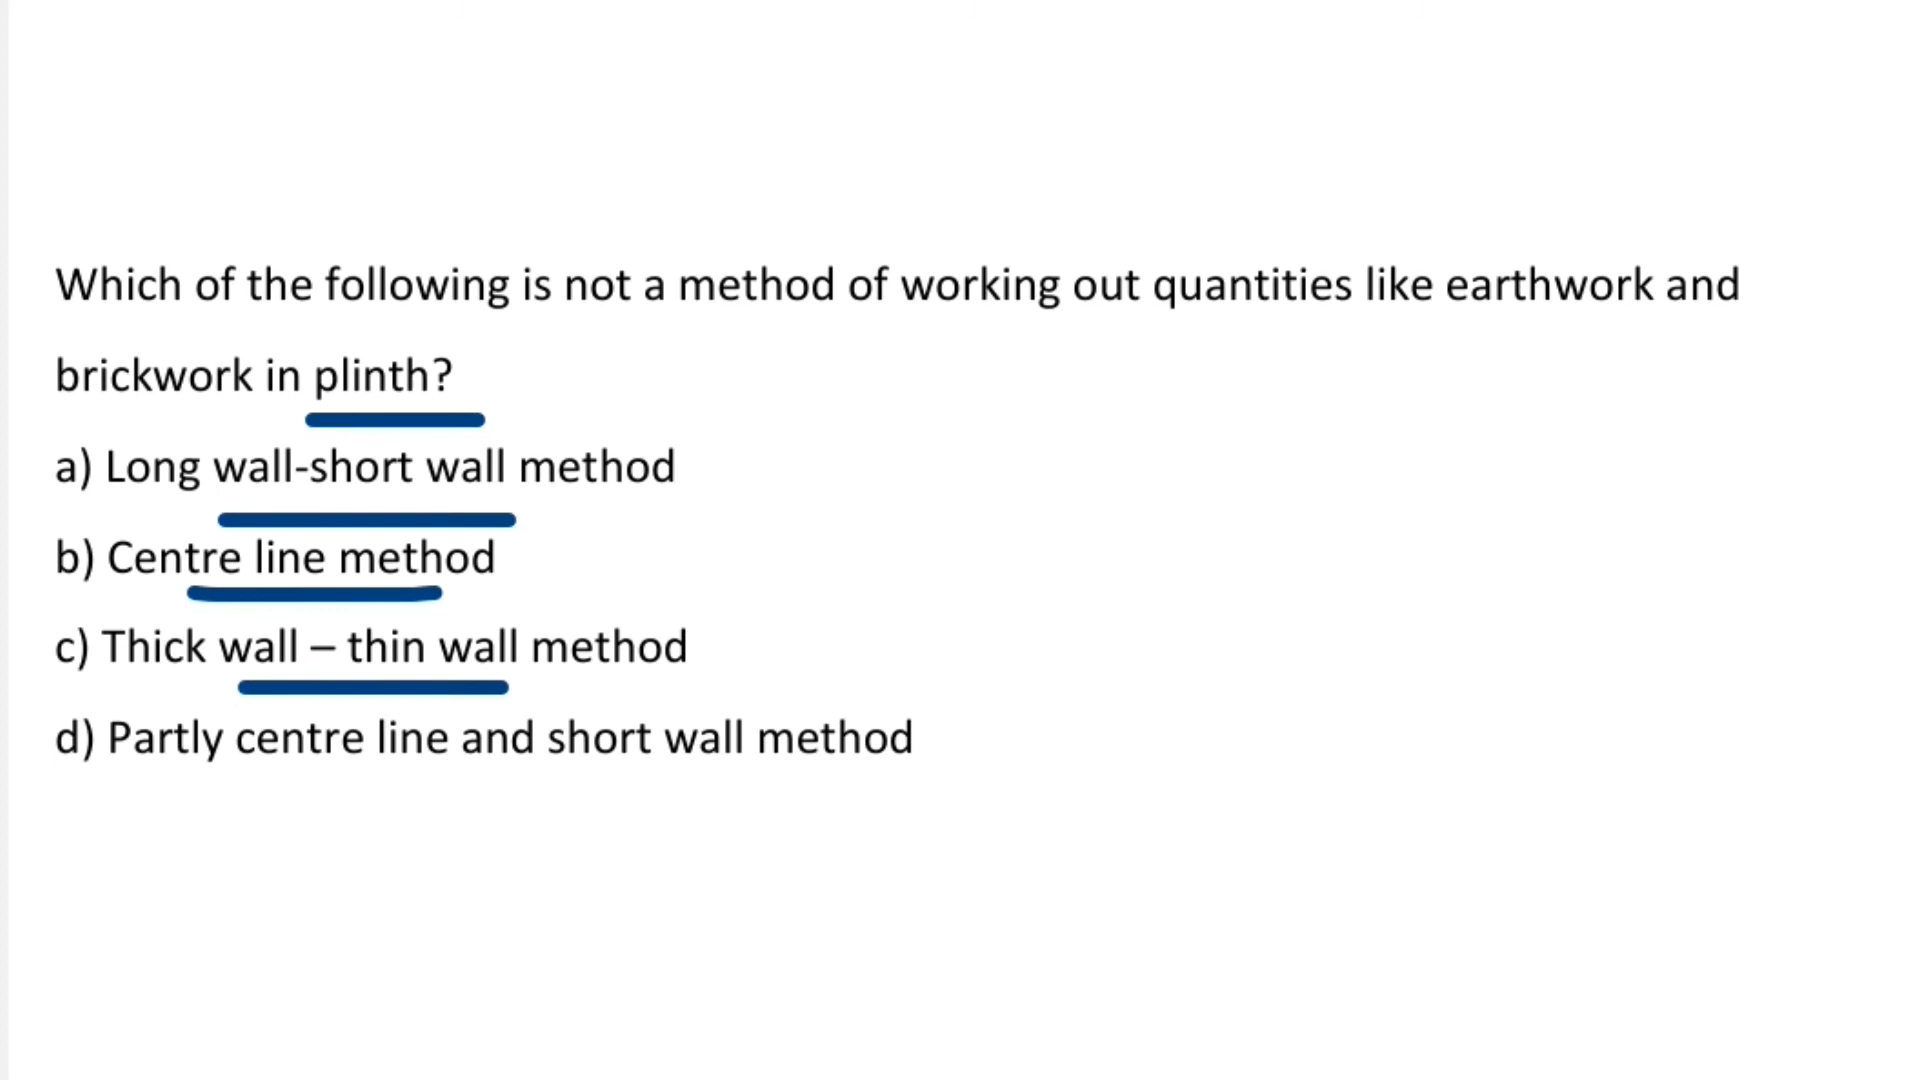 Which of the following is not a method of working out quantities like earthwork and
brickwork in plinth?
a) Long wall-short wall method
b) Centre line method
c) Thick wall – thin wall method
d) Partly centre line and short wall method